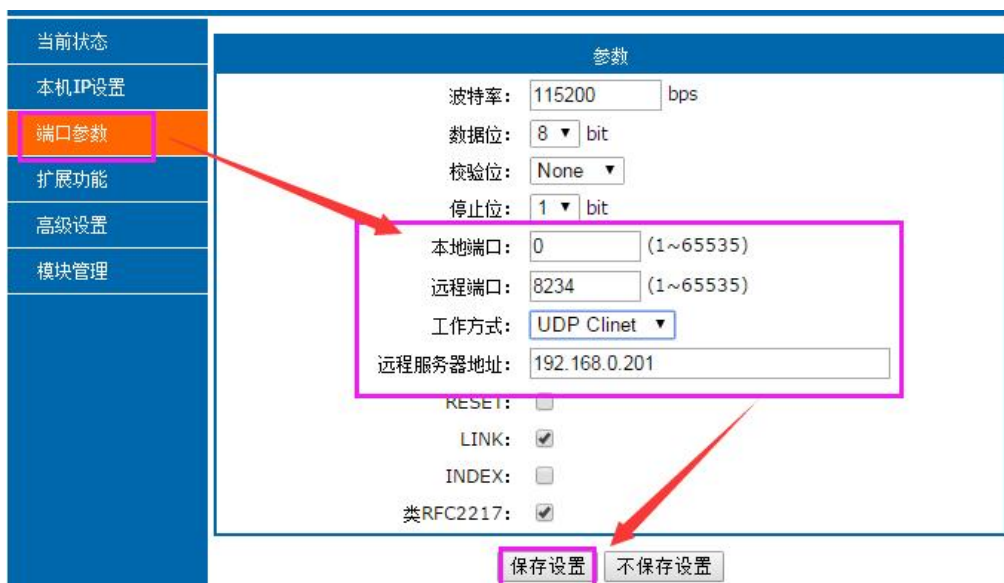 当前状态
本机IP设置
端口参数
扩展功能
高级设置
模块管理
参数
波特率： 115200 bps
数据位： 8 bit
校验位： None
停止位： 1 bit
本地端口： 0 (1~65535)
远程端口： 8234 (1~65535)
工作方式： UDP Clinet
远程服务器地址： 192.168.0.201
RESET：
LINK：
INDEX：
类RFC2217：
保存设置 不保存设置